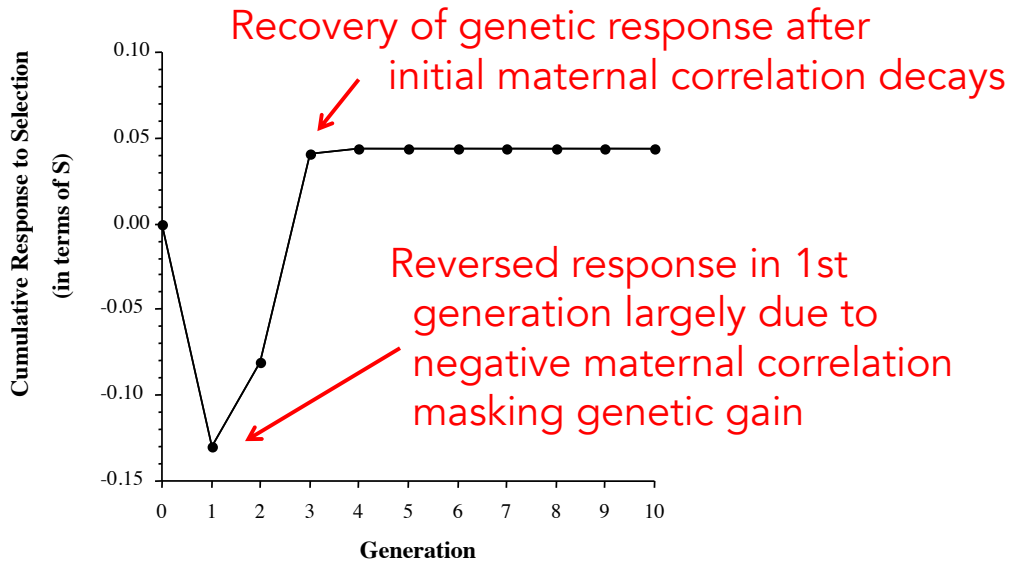 Recovery of genetic response after
initial maternal correlation decays
Cumulative Response to Selection
(in terms of S)
0.10
0.05
0.00
-0.05
-0.10
-0.15
Reversed response in 1st
generation largely due to
negative maternal correlation
masking genetic gain
0 1 2 3 4 5 6 7 8 9 10
Generation